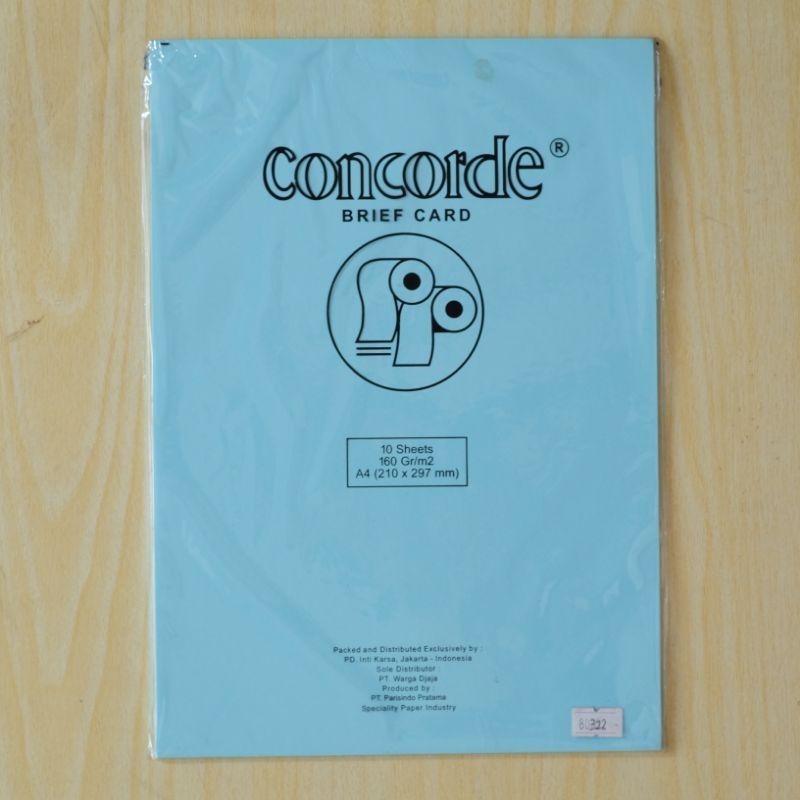 concorde®
BRIEF CARD
10 Sheets
160 Gr/m2
A4 (210 x 297 mm)
Packed and Distributed Exclusively by :
PD. Inti Karsa, Jakarta - Indonesia
Sole Distributor :
PT. Warga Djaja
Produced by :
PT. Parisindo Pratama
Speciality Paper Industry